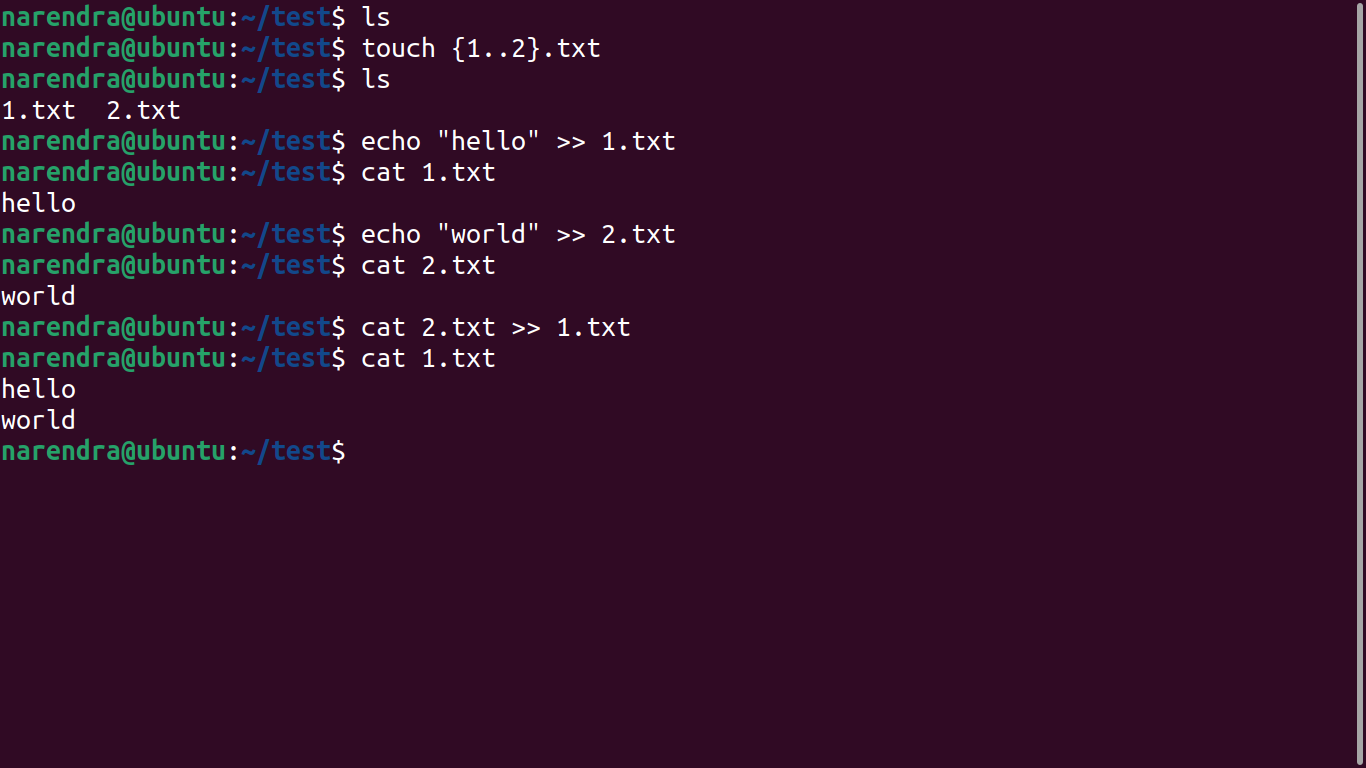 narendra@ubuntu:~/test$ ls
narendra@ubuntu:~/test$ touch {1..2}.txt
narendra@ubuntu:~/test$ ls
1.txt  2.txt
narendra@ubuntu:~/test$ echo "hello" >> 1.txt
narendra@ubuntu:~/test$ cat 1.txt
hello
narendra@ubuntu:~/test$ echo "world" >> 2.txt
narendra@ubuntu:~/test$ cat 2.txt
world
narendra@ubuntu:~/test$ cat 2.txt >> 1.txt
narendra@ubuntu:~/test$ cat 1.txt
hello
world
narendra@ubuntu:~/test$